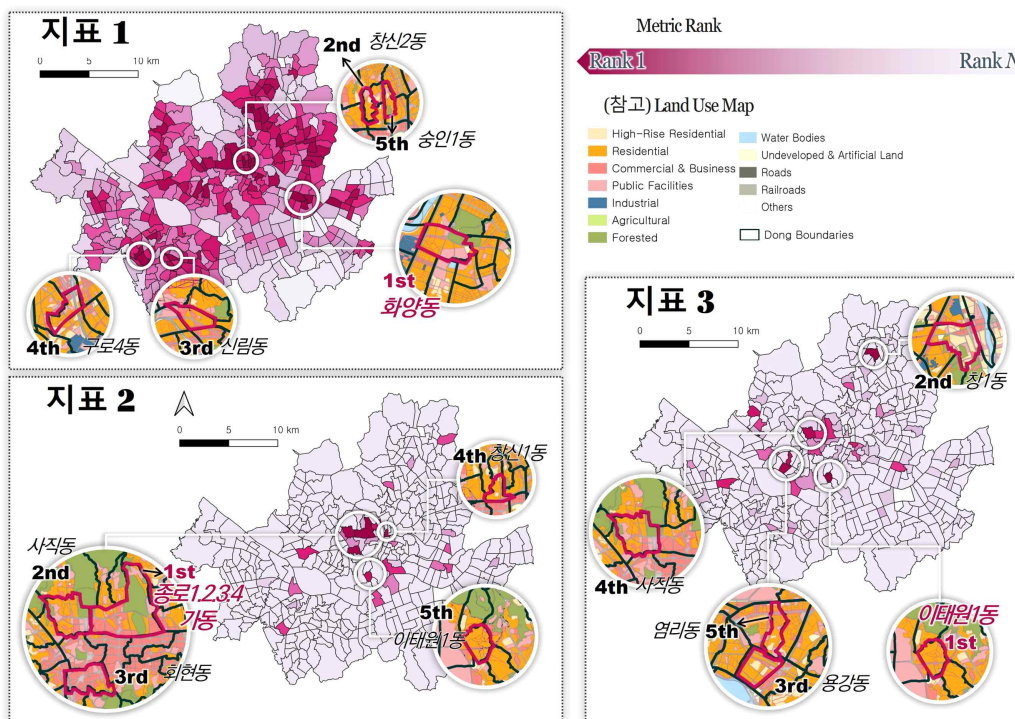 지표 1
0 5 10 km
2nd 창신2동
5th 숭인1동
1st
화양동
4th 구로4동
3rd 신림동
Metric Rank
Rank 1
Rank N
(참고) Land Use Map
High-Rise Residential
Residential
Commercial & Business
Public Facilities
Industrial
Agricultural
Forested
Water Bodies
Undeveloped & Artificial Land
Roads
Railroads
Others
Dong Boundaries
지표 2
0 5 10 km
4th 창신1동
사직동
2nd
1st
종로1,2,3,4
가동
3rd 회현동
5th
이태원1동
지표 3
0 5 10 km
2nd 창1동
4th 사직동
염리동
5th
3rd 용강동
이태원1동
1st